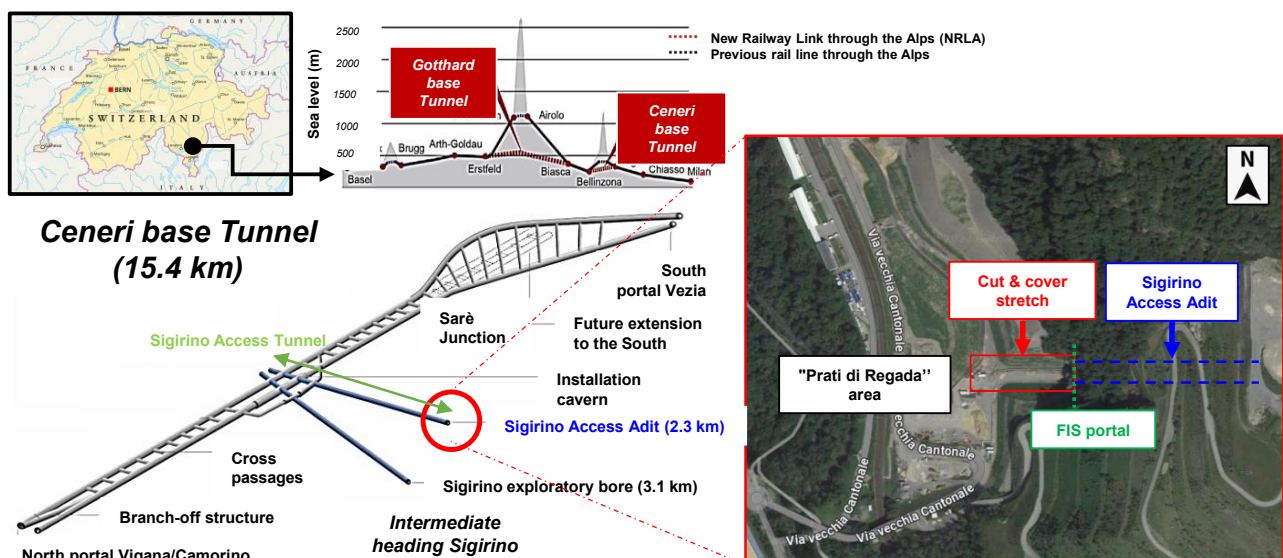 GERMANY
FRANCE
AUSTRIA
BERN
SWITZERLAND
ITALY
Sea level (m)
2500
2000
1500
1000
500
New Railway Link through the Alps (NRLA)
Previous rail line through the Alps
Gotthard
base
Tunnel
Ceneri
base
Tunnel
Airolo
Brugg
Arth-Goldau
Erstfeld
Biasca
Bellinzona
Chiasso
Milan
Basel
Ceneri base Tunnel
(15.4 km)
South
portal Vezia
Sarè
Junction
Future extension
to the South
Sigirino Access Tunnel
Installation
cavern
Sigirino Access Adit (2.3 km)
Cross
passages
Sigirino exploratory bore (3.1 km)
Branch-off structure
Intermediate
heading Sigirino
North portal Vigana/Camorino
N
Via vecchia Cantonale
Via vecchia Cantonale
Cut & cover
stretch
Sigirino
Access Adit
"Prati di Regada’’
area
FIS portal
Via vecchia Cantonale
Via vecchia Cantonale
Via vecchia Cantonale